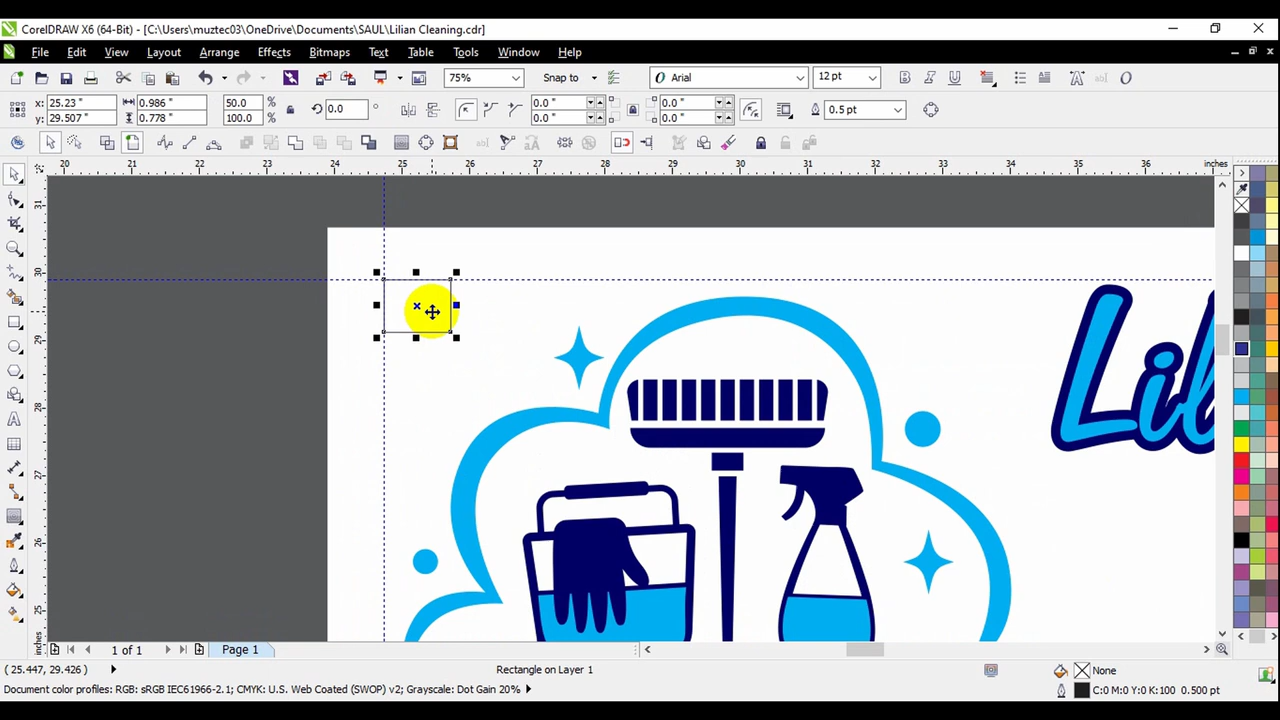 CorelDRAW X6 (64-Bit) - [C:\Users\muztec03\OneDrive\Documents\SAUL\Lilian Cleaning.cdr]
File Edit View Layout Arrange Effects Bitmaps Text Table Tools Window Help
75% Snap to Arial 12 pt
x: 25.23 " 0.986 " 50.0 % 0.0 ° 0.0 ° 0.0 ° 0.5 pt
y: 29.507 " 0.778 " 100.0 % 0.0 ° 0.0 °
20 21 22 23 24 25 26 27 28 29 30 31 32 33 34 35 36 inches
31
30
29
28
27
26
25
inches
Lil
1 of 1 Page 1
( 25.447, 29.426 ) Rectangle on Layer 1 None
Document color profiles: RGB: sRGB IEC61966-2.1; CMYK: U.S. Web Coated (SWOP) v2; Grayscale: Dot Gain 20% C:0 M:0 Y:0 K:100 0.500 pt